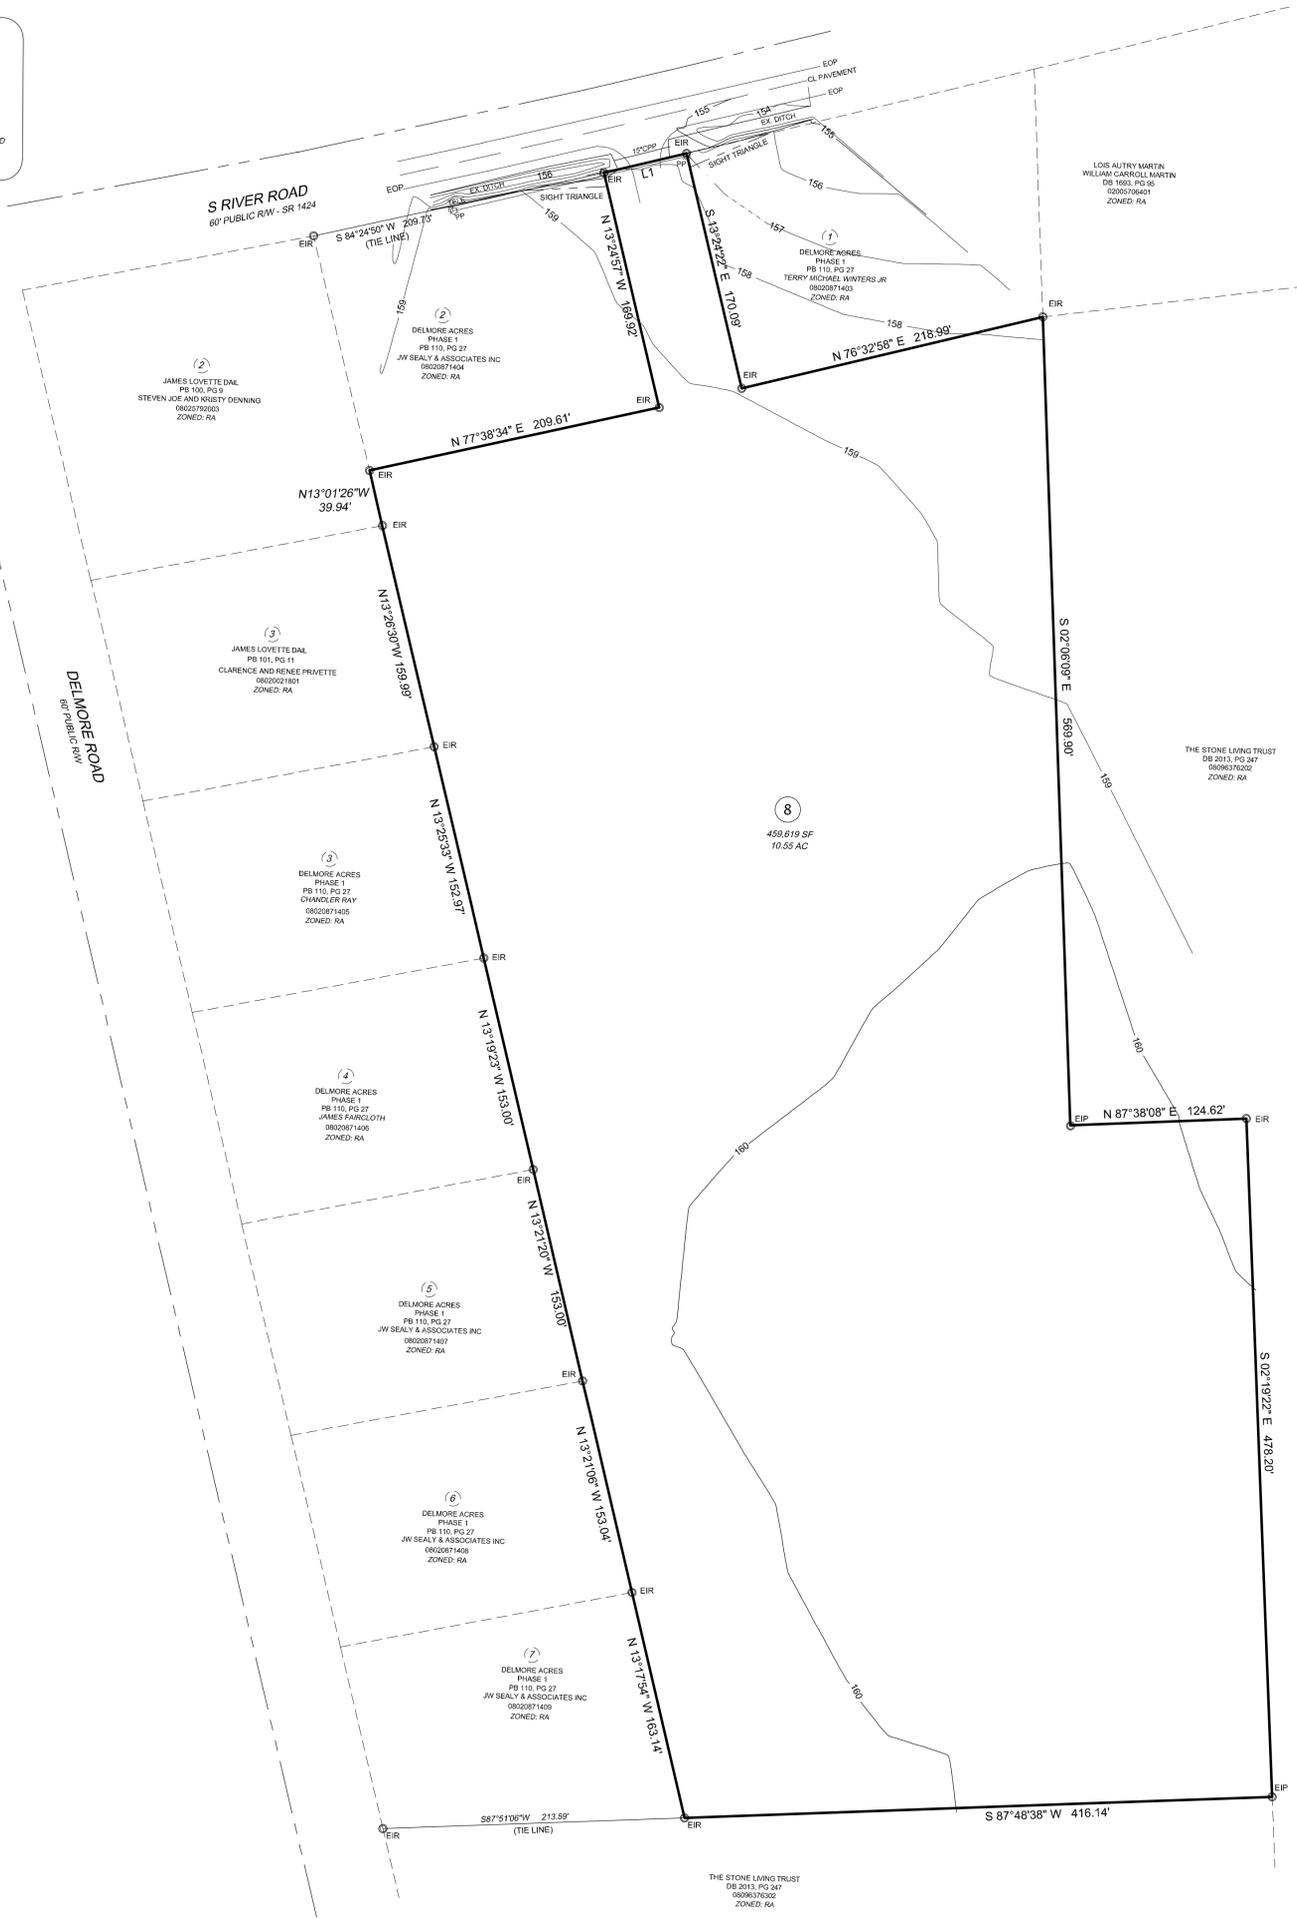 EOP
CL PAVEMENT
EOP
155
154
EX. DITCH
155
15"CPP
EIR
SIGHT TRIANGLE
PP
L1
EIR
156
EX. DITCH
EOP
SIGHT TRIANGLE
PP
S RIVER ROAD
60' PUBLIC R/W - SR 1424
EIR
S 84°24'50" W 209.73'
(TIE LINE)
159
159
156
157
158
158
LOIS AUTRY MARTIN
WILLIAM CARROLL MARTIN
DB 1693, PG 95
02005706401
ZONED: RA
1
DELMORE ACRES
PHASE 1
PB 110, PG 27
TERRY MICHAEL WINTERS JR
08020871403
ZONED: RA
N 13°24'57" W 169.92'
S 13°24'22" E 170.09'
EIR
N 76°32'58" E 218.99'
EIR
2
DELMORE ACRES
PHASE 1
PB 110, PG 27
JW SEALY & ASSOCIATES INC
08020871404
ZONED: RA
2
JAMES LOVETTE DAIL
PB 100, PG 9
STEVEN JOE AND KRISTY DENNING
08025792003
ZONED: RA
EIR
N 77°38'34" E 209.61'
EIR
N13°01'26"W
39.94'
EIR
159
N13°26'30"W 159.99'
3
JAMES LOVETTE DAIL
PB 101, PG 11
CLARENCE AND RENEE PRIVETTE
08020021801
ZONED: RA
DELMORE ROAD
60' PUBLIC R/W
EIR
S 02°06'09" E 569.90'
159
THE STONE LIVING TRUST
DB 2013, PG 247
08096376202
ZONED: RA
8
459,619 SF
10.55 AC
N 13°25'33" W 152.97'
3
DELMORE ACRES
PHASE 1
PB 110, PG 27
CHANDLER RAY
08020871405
ZONED: RA
EIR
N 13°19'23" W 153.00'
4
DELMORE ACRES
PHASE 1
PB 110, PG 27
JAMES FAIRCLOTH
08020871406
ZONED: RA
160
160
EIP
N 87°38'08" E 124.62'
EIR
EIR
N 13°21'20" W 153.00'
5
DELMORE ACRES
PHASE 1
PB 110, PG 27
JW SEALY & ASSOCIATES INC
08020871407
ZONED: RA
EIR
S 02°19'22" E 478.20'
N 13°21'06" W 153.04'
6
DELMORE ACRES
PHASE 1
PB 110, PG 27
JW SEALY & ASSOCIATES INC
08020871408
ZONED: RA
EIR
N 13°17'54" W 163.14'
7
DELMORE ACRES
PHASE 1
PB 110, PG 27
JW SEALY & ASSOCIATES INC
08020871409
ZONED: RA
160
EIP
S 87°48'38" W 416.14'
S87°51'06"W 213.59'
(TIE LINE)
EIR
EIR
THE STONE LIVING TRUST
DB 2013, PG 247
08096376302
ZONED: RA